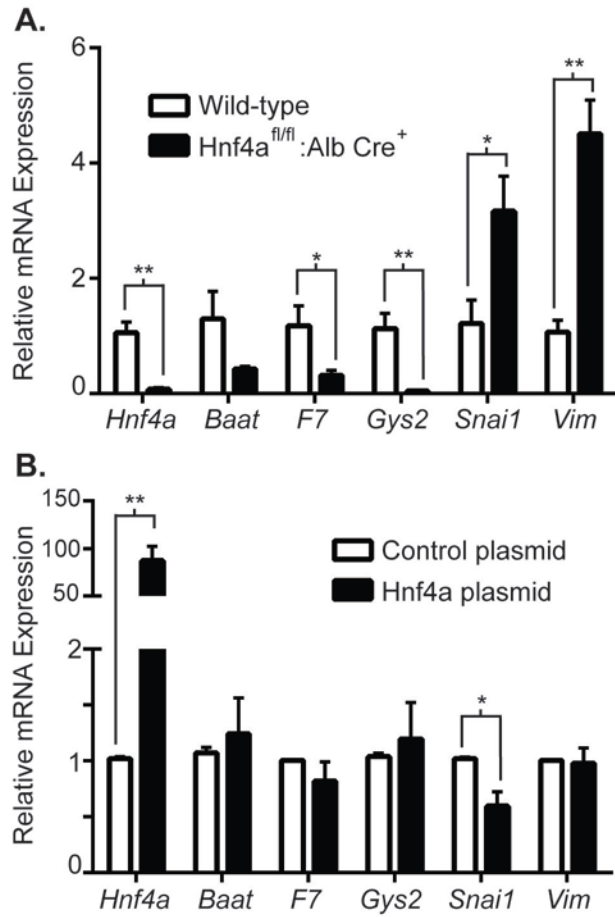 A.
Relative mRNA Expression
6
4
2
0
Wild-type
Hnf4a fl/fl :Alb Cre+
**
*
**
*
**
Hnf4a Baat F7 Gys2 Snai1 Vim
B.
Relative mRNA Expression
150
100
50
2
1
0
Control plasmid
Hnf4a plasmid
**
*
Hnf4a Baat F7 Gys2 Snai1 Vim